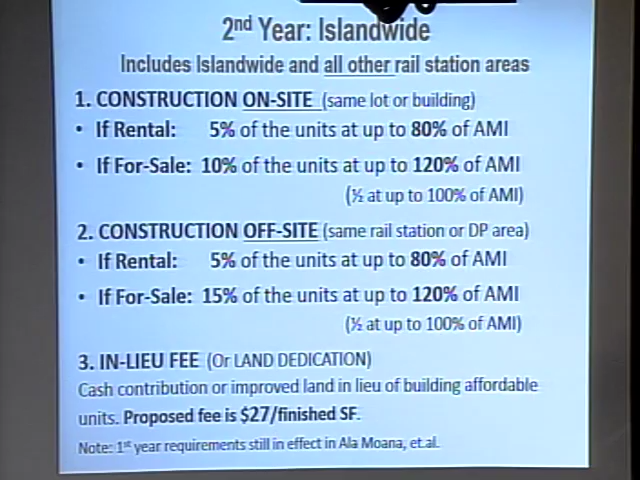 2nd Year: Islandwide
Includes Islandwide and all other rail station areas
1. CONSTRUCTION ON-SITE (same lot or building)
• If Rental: 5% of the units at up to 80% of AMI
• If For-Sale: 10% of the units at up to 120% of AMI
(½ at up to 100% of AMI)
2. CONSTRUCTION OFF-SITE (same rail station or DP area)
• If Rental: 5% of the units at up to 80% of AMI
• If For-Sale: 15% of the units at up to 120% of AMI
(½ at up to 100% of AMI)
3. IN-LIEU FEE (Or LAND DEDICATION)
Cash contribution or improved land in lieu of building affordable
units. Proposed fee is $27/finished SF.
Note: 1st year requirements still in effect in Ala Moana, et.al.